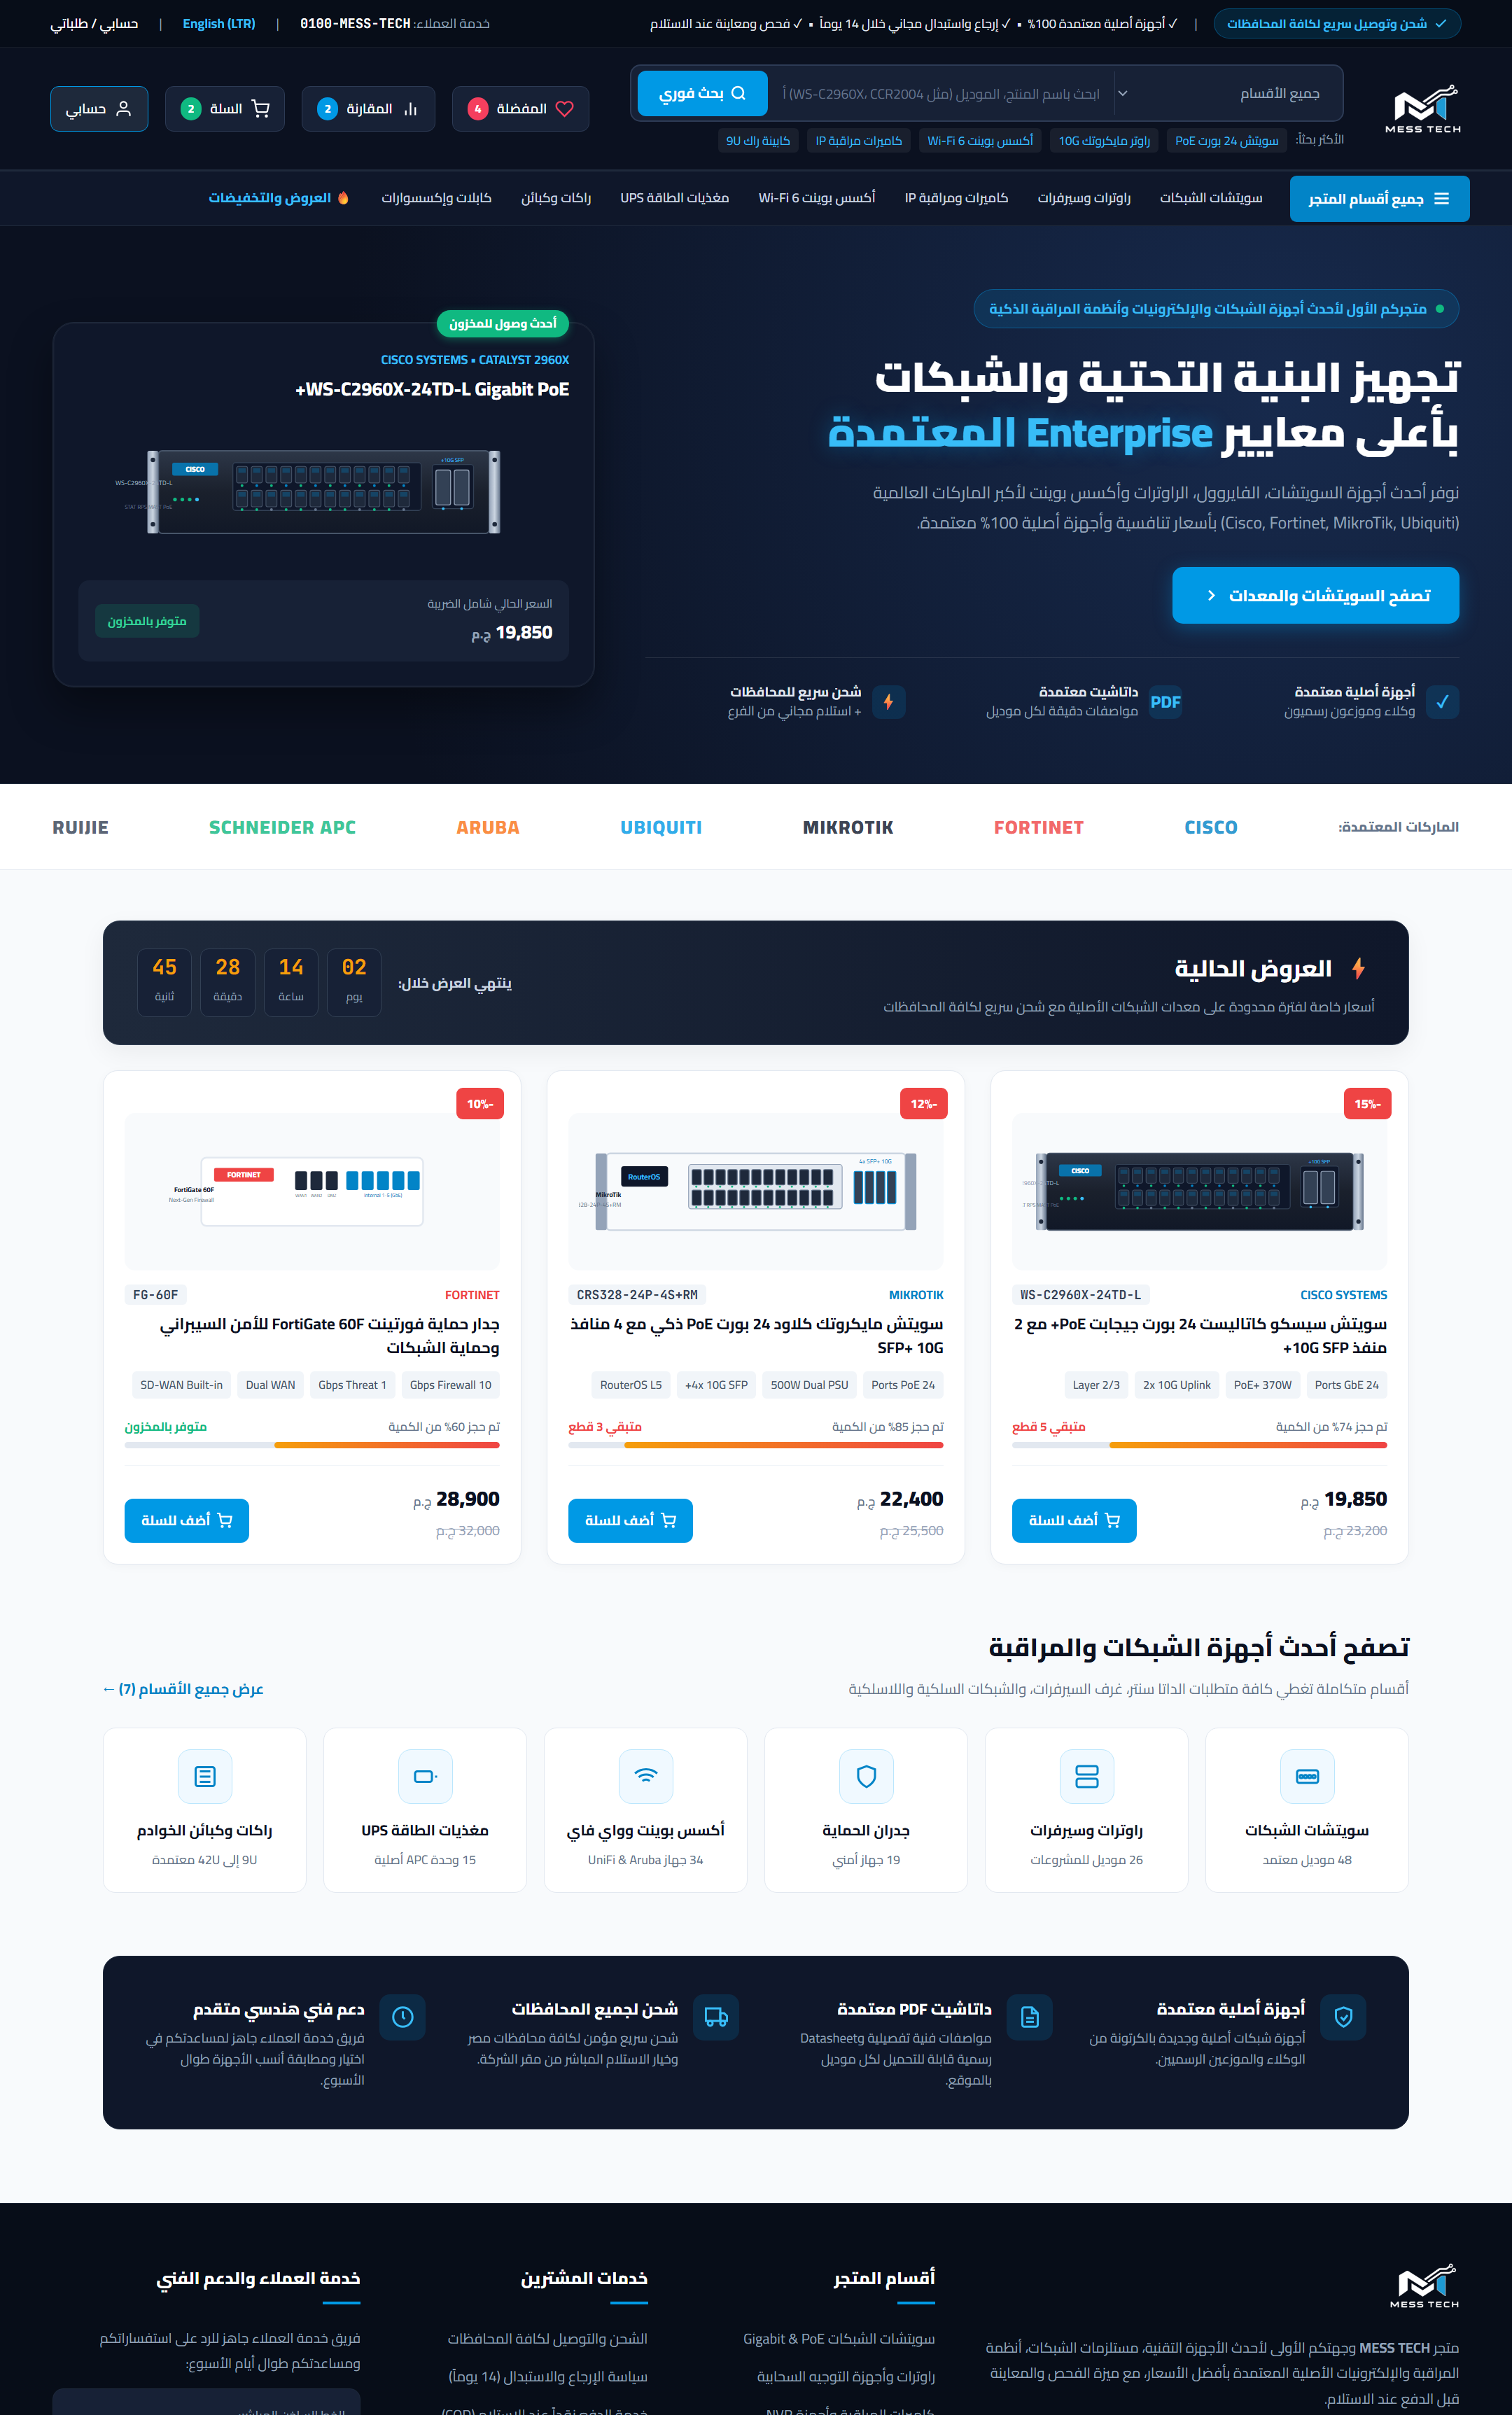 شحن وتوصيل سريع لكافة المحافظات | ✓ أجهزة أصلية معتمدة 100% • ✓ إرجاع واستبدال مجاني خلال 14 يوماً • ✓ فحص ومعاينة عند الاستلام
خدمة العملاء: 0100-MESS-TECH | English (LTR) | حسابي / طلباتي
MESS TECH
جميع الأقسام
ابحث باسم المنتج، الموديل (مثل WS-C2960X، CCR2004) أ
بحث فوري
المفضلة 4
المقارنة 2
السلة 2
حسابي
الأكثر بحثاً: سويتش 24 بورت PoE راوتر مايكروتك 10G أكسس بوينت Wi-Fi 6 كاميرات مراقبة IP كابينة راك 9U
جميع أقسام المتجر
سويتشات الشبكات
راوترات وسيرفرات
كاميرات ومراقبة IP
أكسس بوينت Wi-Fi 6
مغذيات الطاقة UPS
راكات وكبائن
كابلات وإكسسوارات
العروض والتخفيضات
متجركم الأول لأحدث أجهزة الشبكات والإلكترونيات وأنظمة المراقبة الذكية
تجهيز البنية التحتية والشبكات
بأعلى معايير Enterprise المعتمدة
نوفر أحدث أجهزة السويتشات، الفايروول، الراوترات وأكسس بوينت لأكبر الماركات العالمية
(Cisco, Fortinet, MikroTik, Ubiquiti) بأسعار تنافسية وأجهزة أصلية 100% معتمدة.
تصفح السويتشات والمعدات
✓ أجهزة أصلية معتمدة
وكلاء وموزعون رسميون
PDF داتاشيت معتمدة
مواصفات دقيقة لكل موديل
شحن سريع للمحافظات
+ استلام مجاني من الفرع
أحدث وصول للمخزون
CISCO SYSTEMS • CATALYST 2960X
WS-C2960X-24TD-L Gigabit PoE+
CISCO
+10G SFP
السعر الحالي شامل الضريبة
19,850 ج.م
متوفر بالمخزون
الماركات المعتمدة:
CISCO
FORTINET
MIKROTIK
UBIQUITI
ARUBA
SCHNEIDER APC
RUIJIE
العروض الحالية
أسعار خاصة لفترة محدودة على معدات الشبكات الأصلية مع شحن سريع لكافة المحافظات
ينتهي العرض خلال:
02 يوم
14 ساعة
28 دقيقة
45 ثانية
-15%
CISCO
+10G SFP
CISCO SYSTEMS
WS-C2960X-24TD-L
سويتش سيسكو كاتاليست 24 بورت جيجابت PoE+ مع 2
منفذ 10G SFP+
24 Ports GbE
PoE+ 370W
2x 10G Uplink
Layer 2/3
تم حجز 74% من الكمية
متبقي 5 قطع
19,850 ج.م
23,200 ج.م
أضف للسلة
-12%
RouterOS
MikroTik
4x SFP+ 10G
MIKROTIK
CRS328-24P-4S+RM
سويتش مايكروتك كلاود 24 بورت PoE ذكي مع 4 منافذ
SFP+ 10G
24 Ports PoE
500W Dual PSU
4x 10G SFP+
RouterOS L5
تم حجز 85% من الكمية
متبقي 3 قطع
22,400 ج.م
25,500 ج.م
أضف للسلة
-10%
FORTINET
FortiGate 60F
Next-Gen Firewall
FORTINET
FG-60F
جدار حماية فورتينت FortiGate 60F للأمن السيبراني
وحماية الشبكات
10 Gbps Firewall
1 Gbps Threat
Dual WAN
SD-WAN Built-in
تم حجز 60% من الكمية
متوفر بالمخزون
28,900 ج.م
32,000 ج.م
أضف للسلة
تصفح أحدث أجهزة الشبكات والمراقبة
أقسام متكاملة تغطي كافة متطلبات الداتا سنتر، غرف السيرفرات، والشبكات السلكية واللاسلكية
عرض جميع الأقسام (7) ←
سويتشات الشبكات
48 موديل معتمد
راوترات وسيرفرات
26 موديل للمشروعات
جدران الحماية
19 جهاز أمني
أكسس بوينت وواي فاي
34 جهاز UniFi & Aruba
مغذيات الطاقة UPS
15 وحدة APC أصلية
راكات وكبائن الخوادم
9U إلى 42U معتمدة
أجهزة أصلية معتمدة
أجهزة شبكات أصلية وجديدة بالكرتونة من
الوكلاء والموزعين الرسميين.
داتاشيت PDF معتمدة
مواصفات فنية تفصيلية وDatasheet
رسمية قابلة للتحميل لكل موديل
بالموقع.
شحن لجميع المحافظات
شحن سريع مؤمن لكافة محافظات مصر
وخيار الاستلام المباشر من مقر الشركة.
دعم فني هندسي متقدم
فريق خدمة العملاء جاهز لمساعدتكم في
اختيار ومطابقة أنسب الأجهزة طوال
الأسبوع.
MESS TECH
متجر MESS TECH وجهتكم الأولى لأحدث الأجهزة التقنية، مستلزمات الشبكات، أنظمة
المراقبة والإلكترونيات الأصلية المعتمدة بأفضل الأسعار، مع ميزة الفحص والمعاينة
قبل الدفع عند الاستلام.
أقسام المتجر
سويتشات الشبكات Gigabit & PoE
راوترات وأجهزة التوجيه السحابية
خدمات المشترين
الشحن والتوصيل لكافة المحافظات
سياسة الإرجاع والاستبدال (14 يوماً)
خدمة العملاء والدعم الفني
فريق خدمة العملاء جاهز للرد على استفساراتكم
ومساعدتكم طوال أيام الأسبوع: